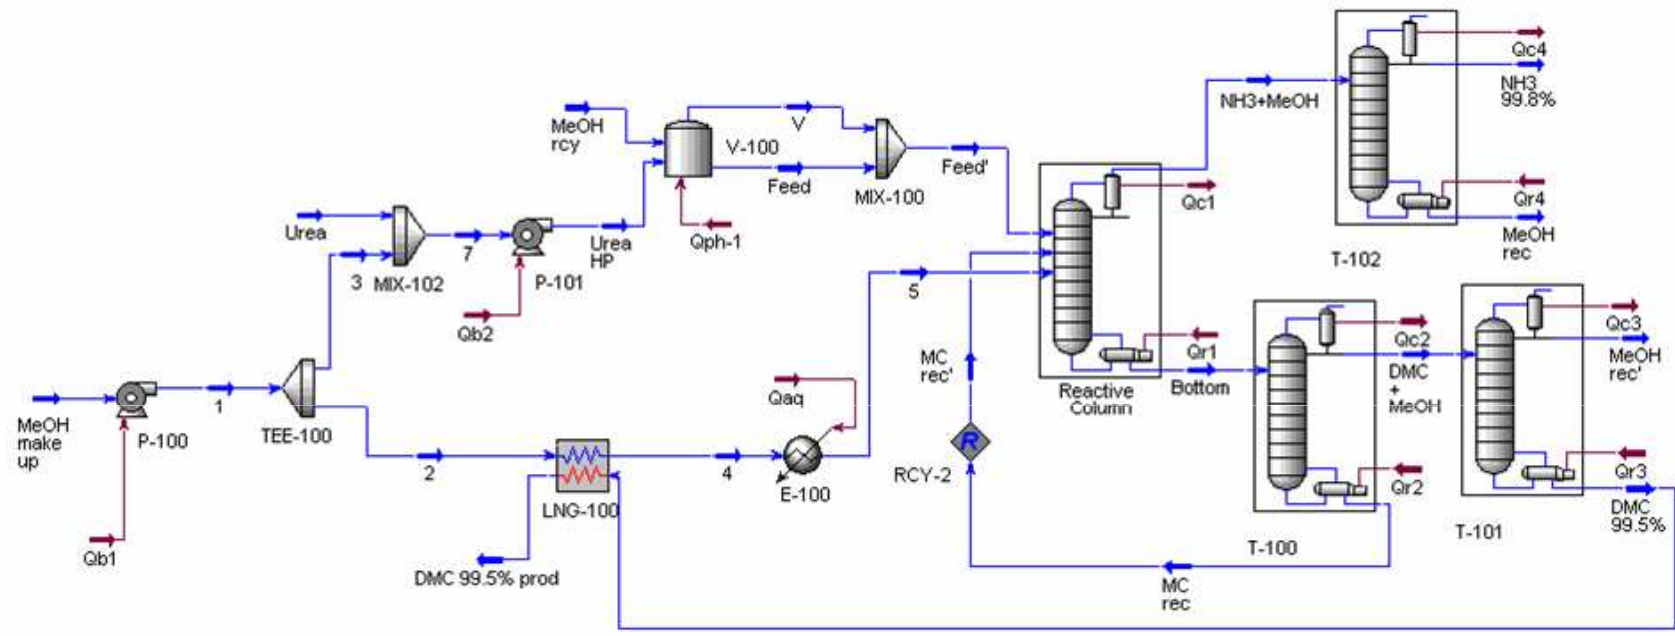 Qc4
NH3
99.8%
NH3+MeOH
MeOH
rcy
V
V-100
Feed
Feed'
MIX-100
Qc1
Qr4
MeOH
rec
T-102
Urea
7
Urea
HP
Qph-1
3
MIX-102
P-101
5
Qb2
MC
rec'
Qr1
Reactive
Column
Bottom
Qc2
DMC
+
MeOH
Qc3
MeOH
rec'
MeOH
make
up
P-100
1
TEE-100
Qaq
2
4
E-100
LNG-100
R
RCY-2
Qr2
Qr3
DMC
99.5%
T-100
T-101
Qb1
DMC 99.5% prod
MC
rec